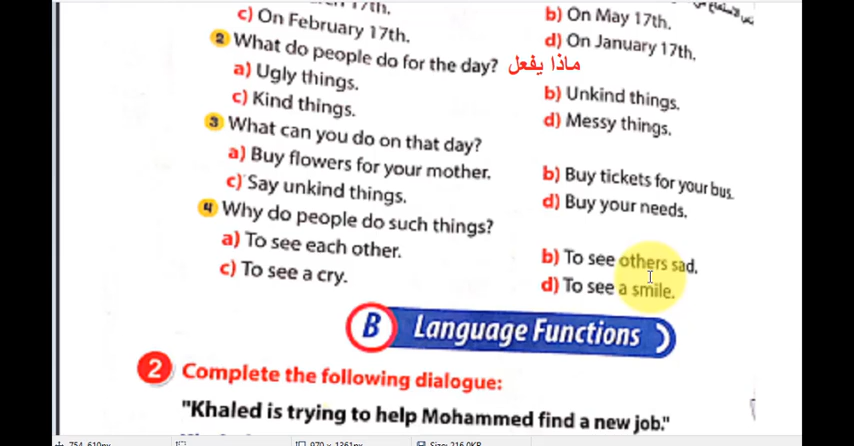 c) On February 17th.
b) On May 17th.
d) On January 17th.
2 What do people do for the day? ماذا يفعل
a) Ugly things.
b) Unkind things.
c) Kind things.
d) Messy things.
3 What can you do on that day?
a) Buy flowers for your mother.
b) Buy tickets for your bus.
c) Say unkind things.
d) Buy your needs.
4 Why do people do such things?
a) To see each other.
b) To see others sad.
c) To see a cry.
d) To see a smile.
B Language Functions
2 Complete the following dialogue:
"Khaled is trying to help Mohammed find a new job."